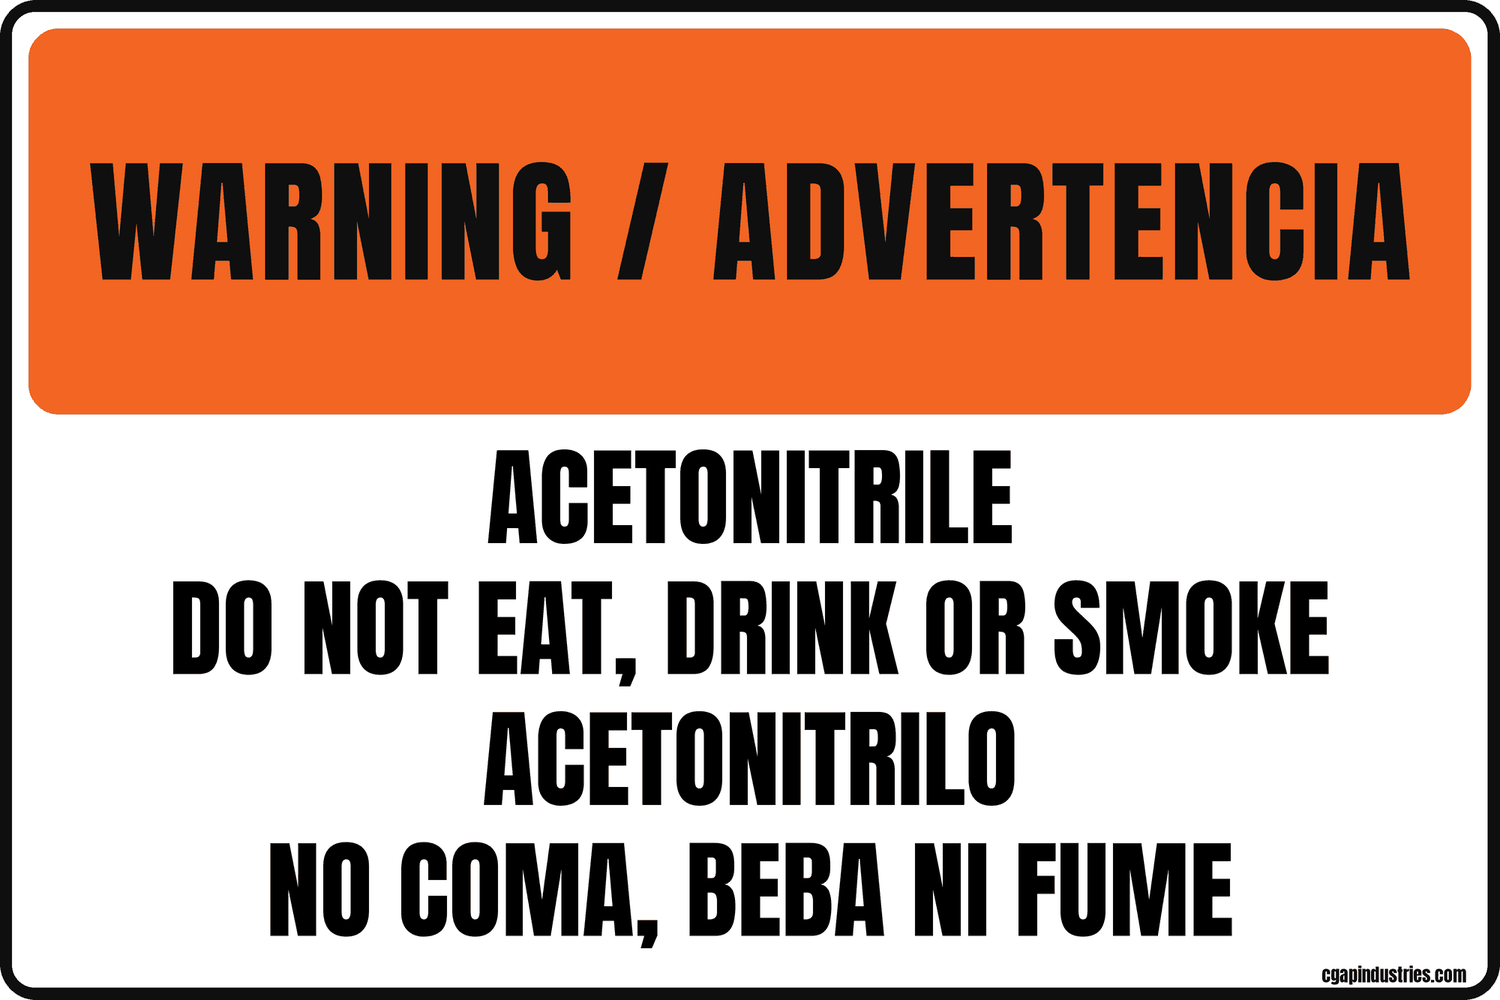 WARNING / ADVERTENCIA
ACETONITRILE
DO NOT EAT, DRINK OR SMOKE
ACETONITRILO
NO COMA, BEBA NI FUME
cgapindustries.com